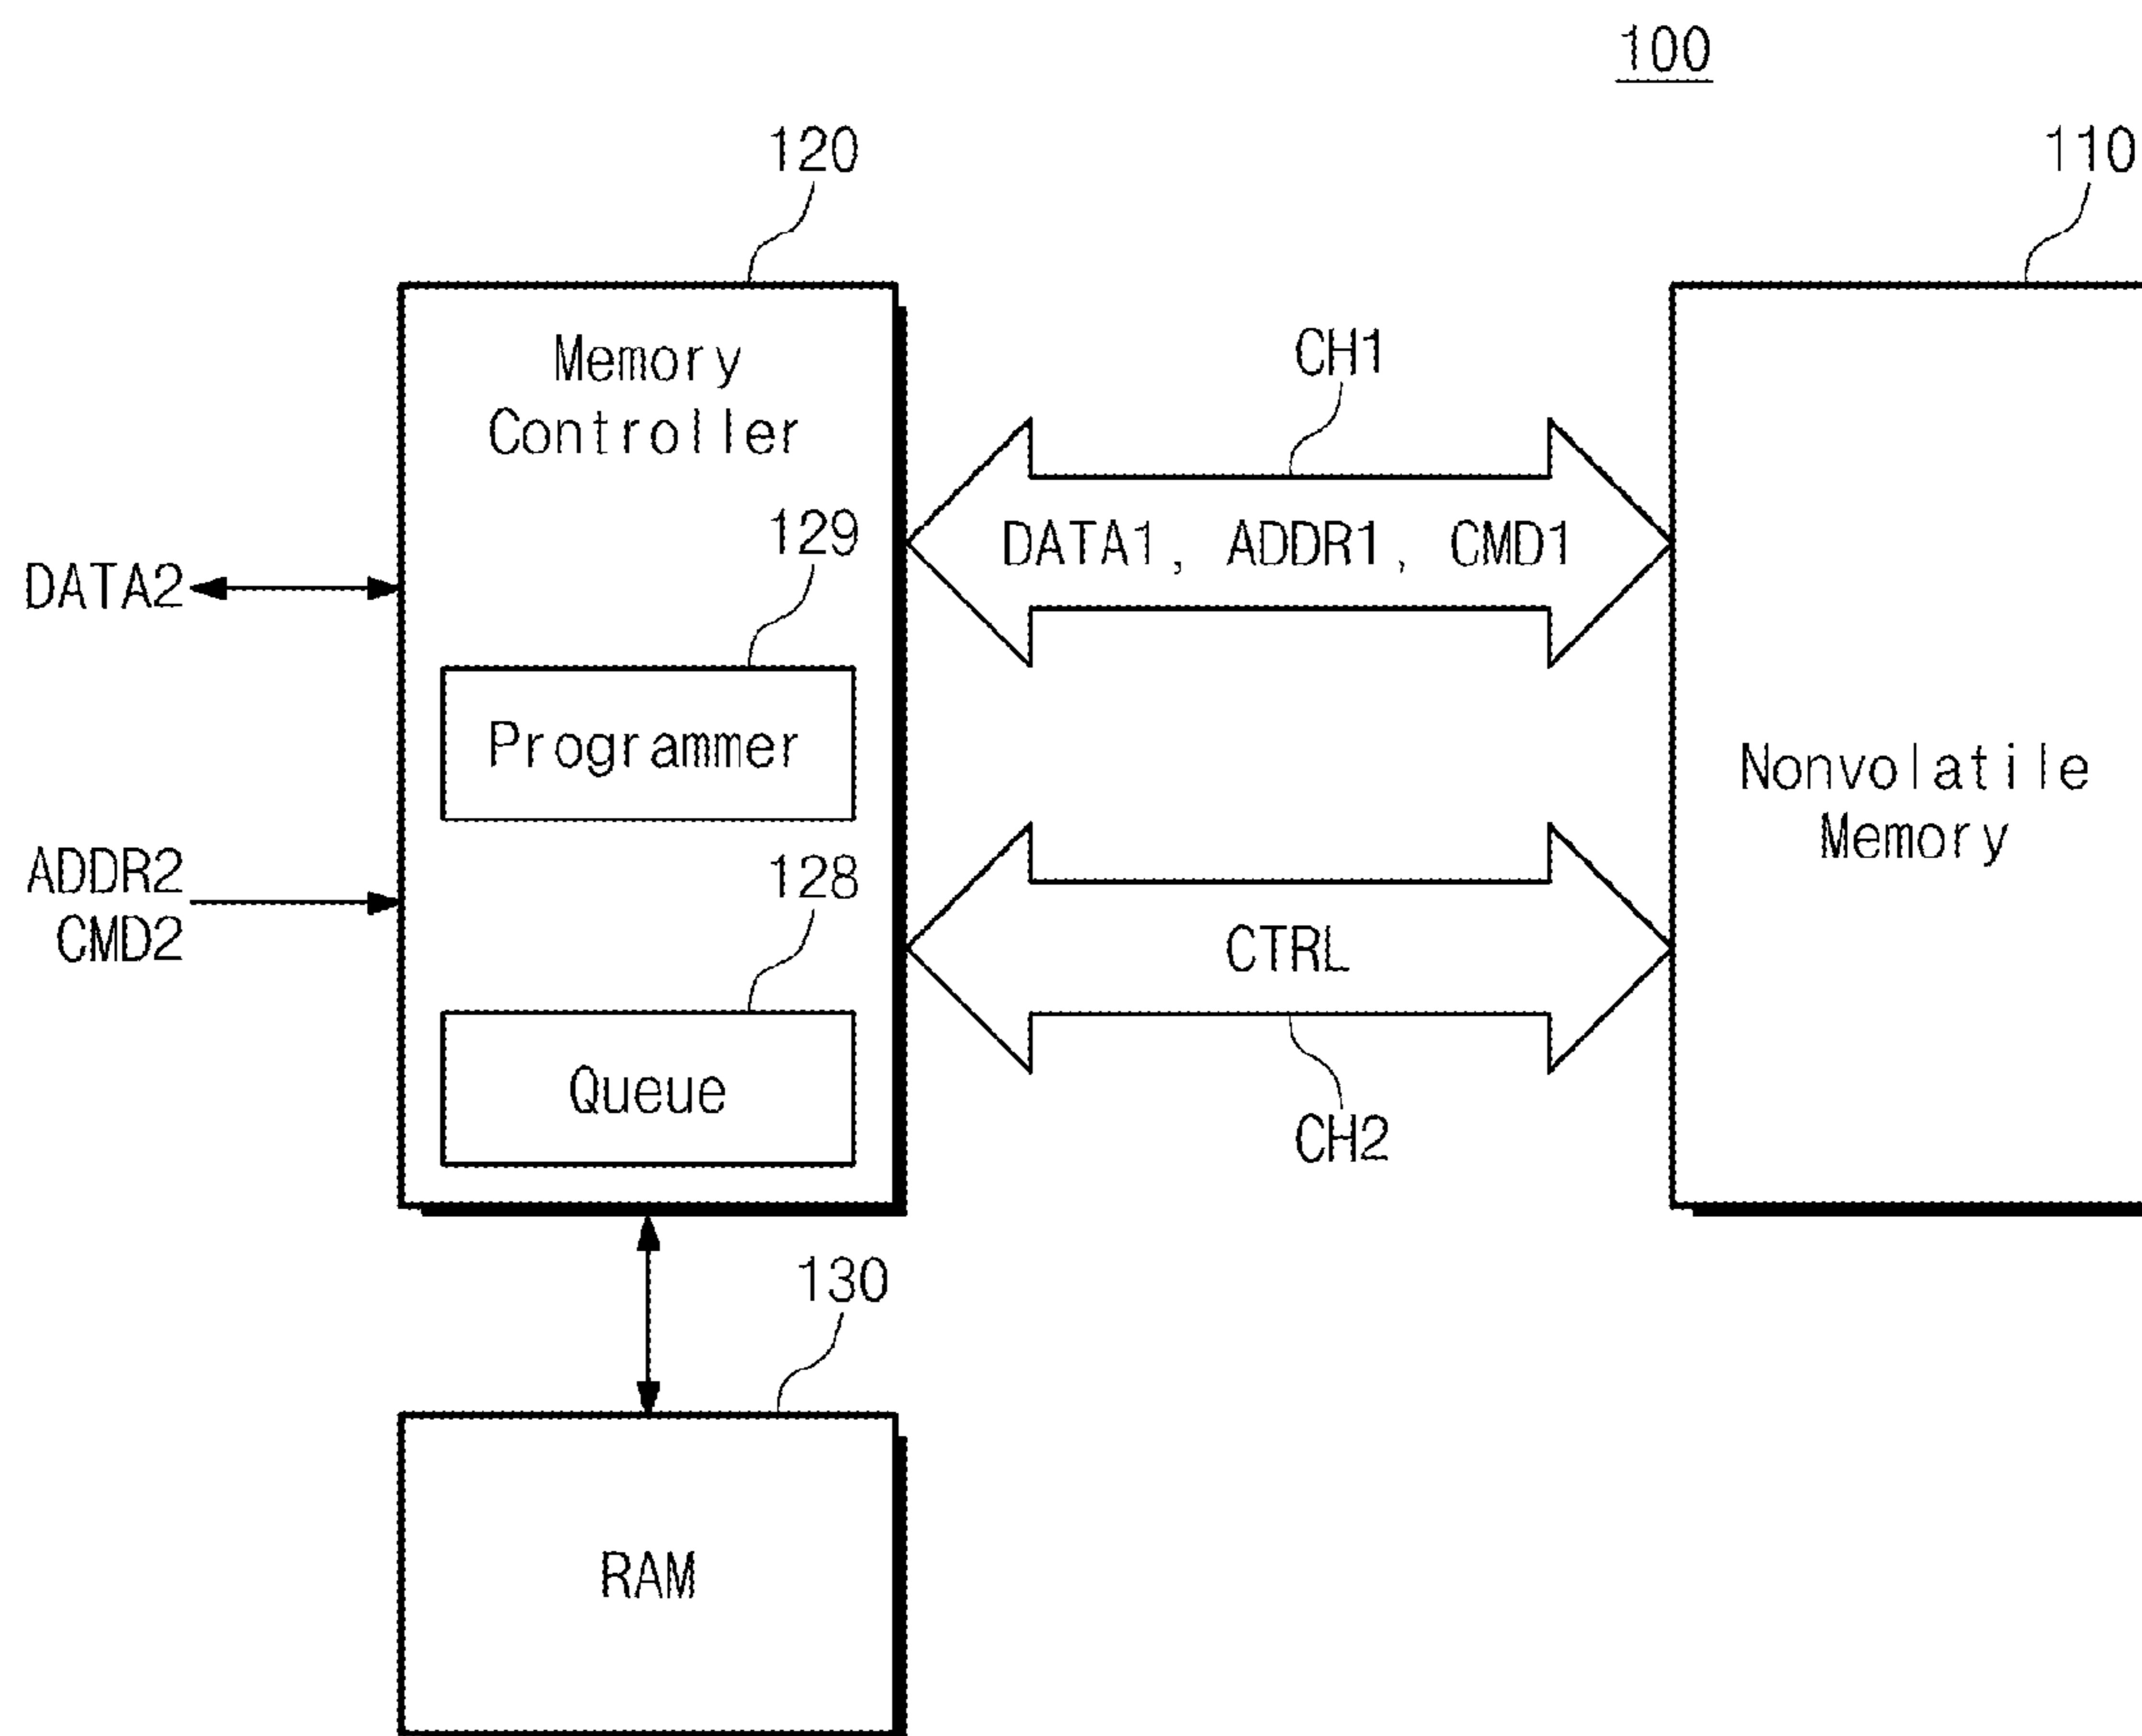 100
120
110
Memory
Controller
CH1
129
DATA1, ADDR1, CMD1
DATA2
Programmer
Nonvolatile
Memory
128
ADDR2
CMD2
CTRL
Queue
CH2
130
RAM